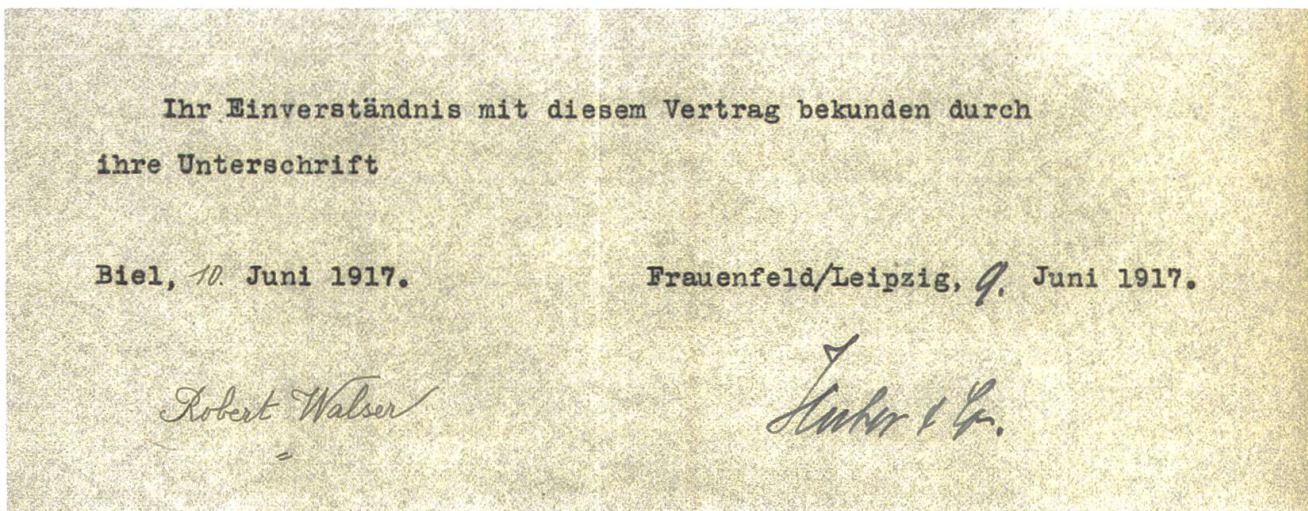 Ihr Einverständnis mit diesem Vertrag bekunden durch
ihre Unterschrift
Biel, 10. Juni 1917. Frauenfeld/Leipzig, 9. Juni 1917.
Robert Walser Huber & Co.